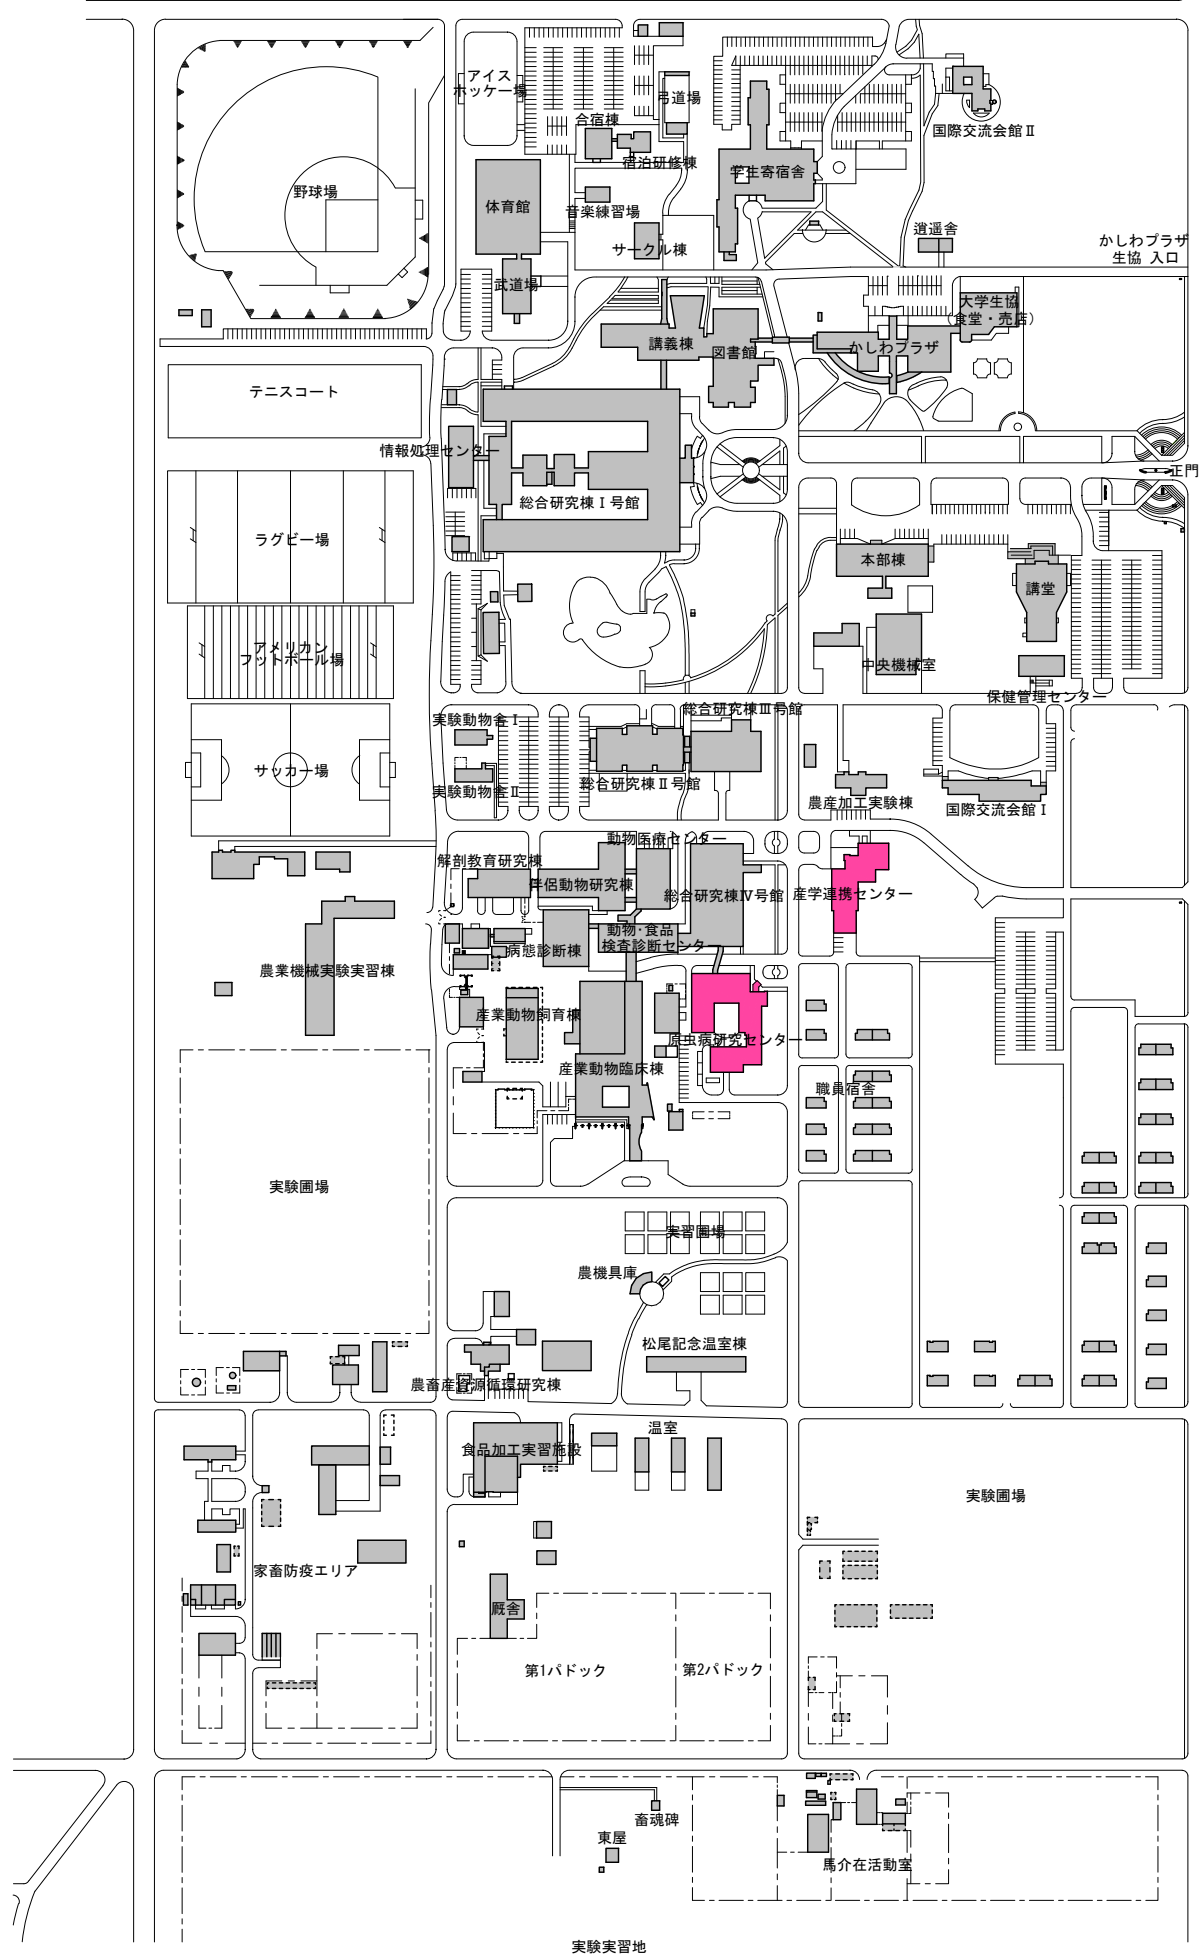 アイス
ホッケー場
弓道場
合宿棟
国際交流会館Ⅱ
宿泊研修棟
学生寄宿舎
野球場
体育館
音楽練習場
逍遥舎
サークル棟
かしわプラザ
生協 入口
武道場
大学生協
(食堂・売店)
講義棟
図書館
かしわプラザ
テニスコート
情報処理センター
正門
総合研究棟Ⅰ号館
ラグビー場
本部棟
講堂
アメリカン
フットボール場
中央機械室
保健管理センター
総合研究棟Ⅲ号館
実験動物舎Ⅰ
サッカー場
総合研究棟Ⅱ号館
実験動物舎Ⅱ
農産加工実験棟
国際交流会館Ⅰ
動物医療センター
解剖教育研究棟
伴侶動物研究棟
総合研究棟Ⅳ号館
産学連携センター
動物・食品
検査診断センター
病態診断棟
農業機械実験実習棟
産業動物飼育棟
原虫病研究センター
産業動物臨床棟
職員宿舎
実験圃場
実習圃場
農機具庫
松尾記念温室棟
農畜産資源循環研究棟
温室
食品加工実習施設
実験圃場
家畜防疫エリア
厩舎
第1パドック
第2パドック
畜魂碑
東屋
馬介在活動室
実験実習地